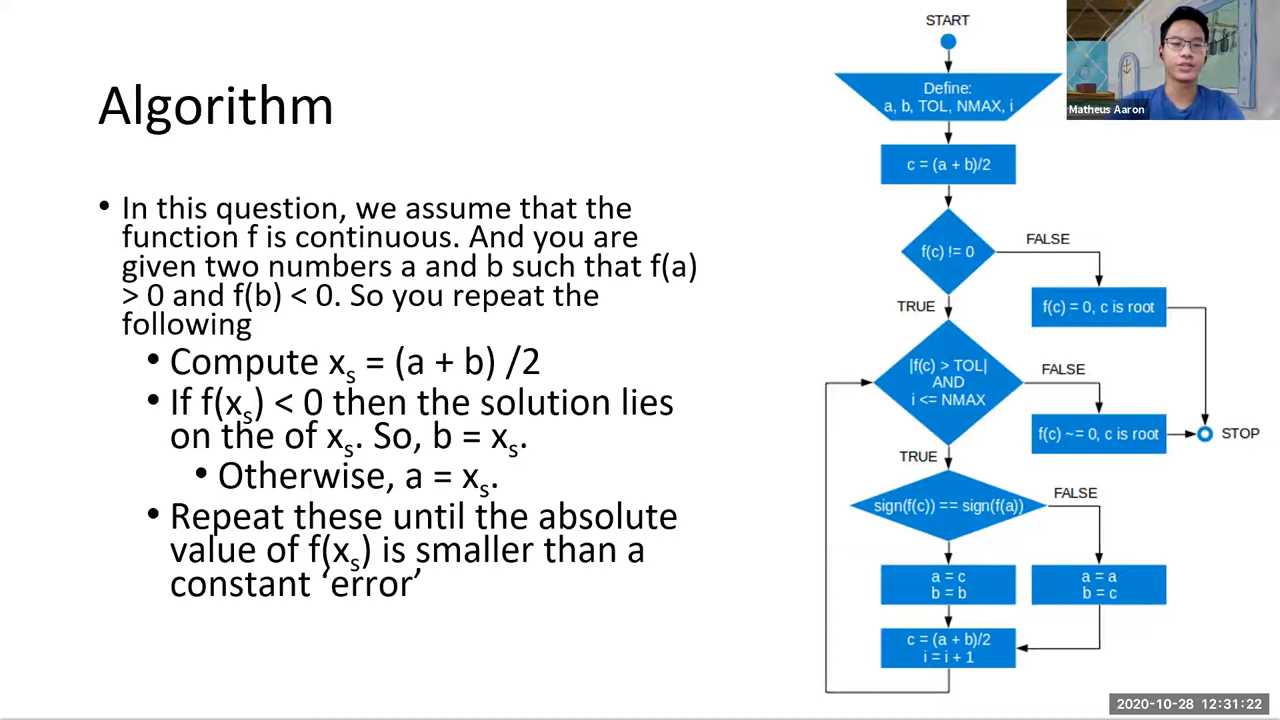 Algorithm
• In this question, we assume that the
function f is continuous. And you are
given two numbers a and b such that f(a)
> 0 and f(b) < 0. So you repeat the
following
• Compute xs = (a + b) /2
• If f(xs) < 0 then the solution lies
on the of xs. So, b = xs.
• Otherwise, a = xs.
• Repeat these until the absolute
value of f(xs) is smaller than a
constant ‘error’
START
Define:
a, b, TOL, NMAX, i
c = (a + b)/2
f(c) != 0
FALSE
f(c) = 0, c is root
TRUE
|f(c) > TOL|
AND
i <= NMAX
FALSE
f(c) ~= 0, c is root
STOP
TRUE
sign(f(c)) == sign(f(a))
FALSE
a = c
b = b
a = a
b = c
c = (a + b)/2
i = i + 1
Matheus Aaron
2020-10-28 12:31:22